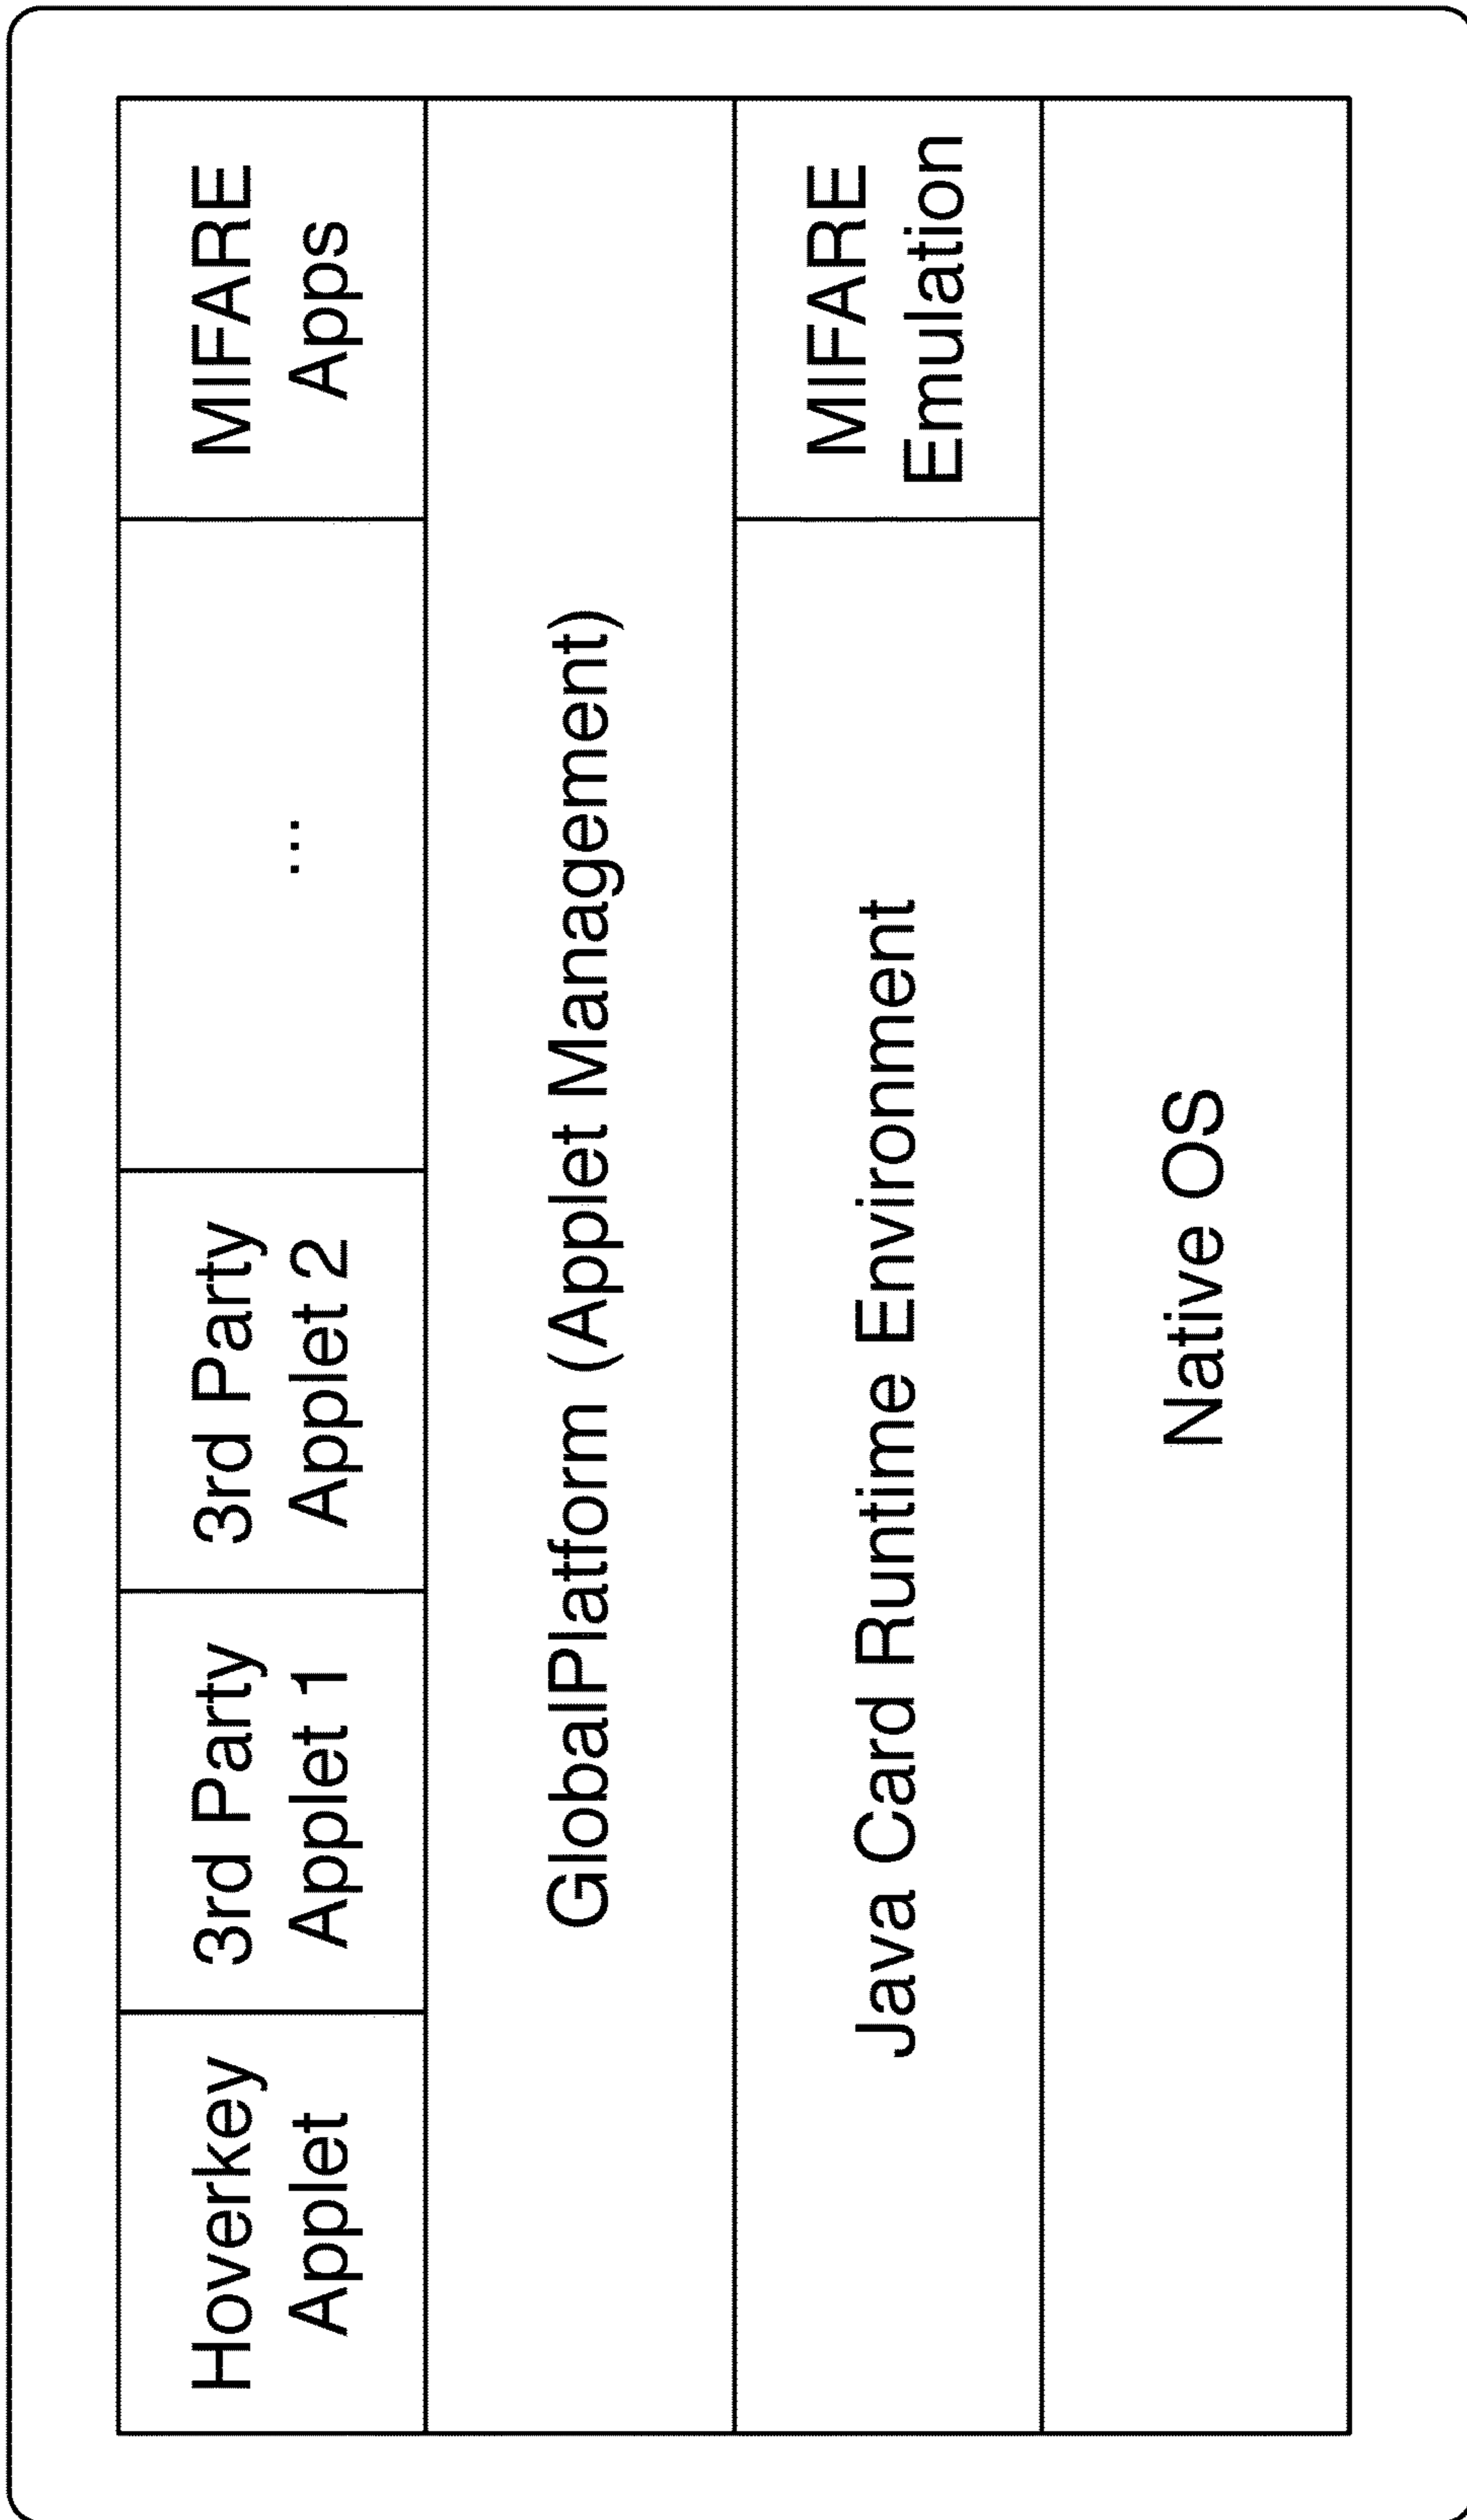 Hoverkey
Applet
3rd Party
Applet 1
3rd Party
Applet 2
...
MIFARE
Apps
GlobalPlatform (Applet Management)
Java Card Runtime Environment
MIFARE
Emulation
Native OS